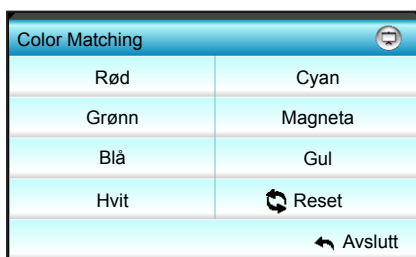 Color Matching
Rød Cyan
Grønn Magneta
Blå Gul
Hvit Reset
Avslutt